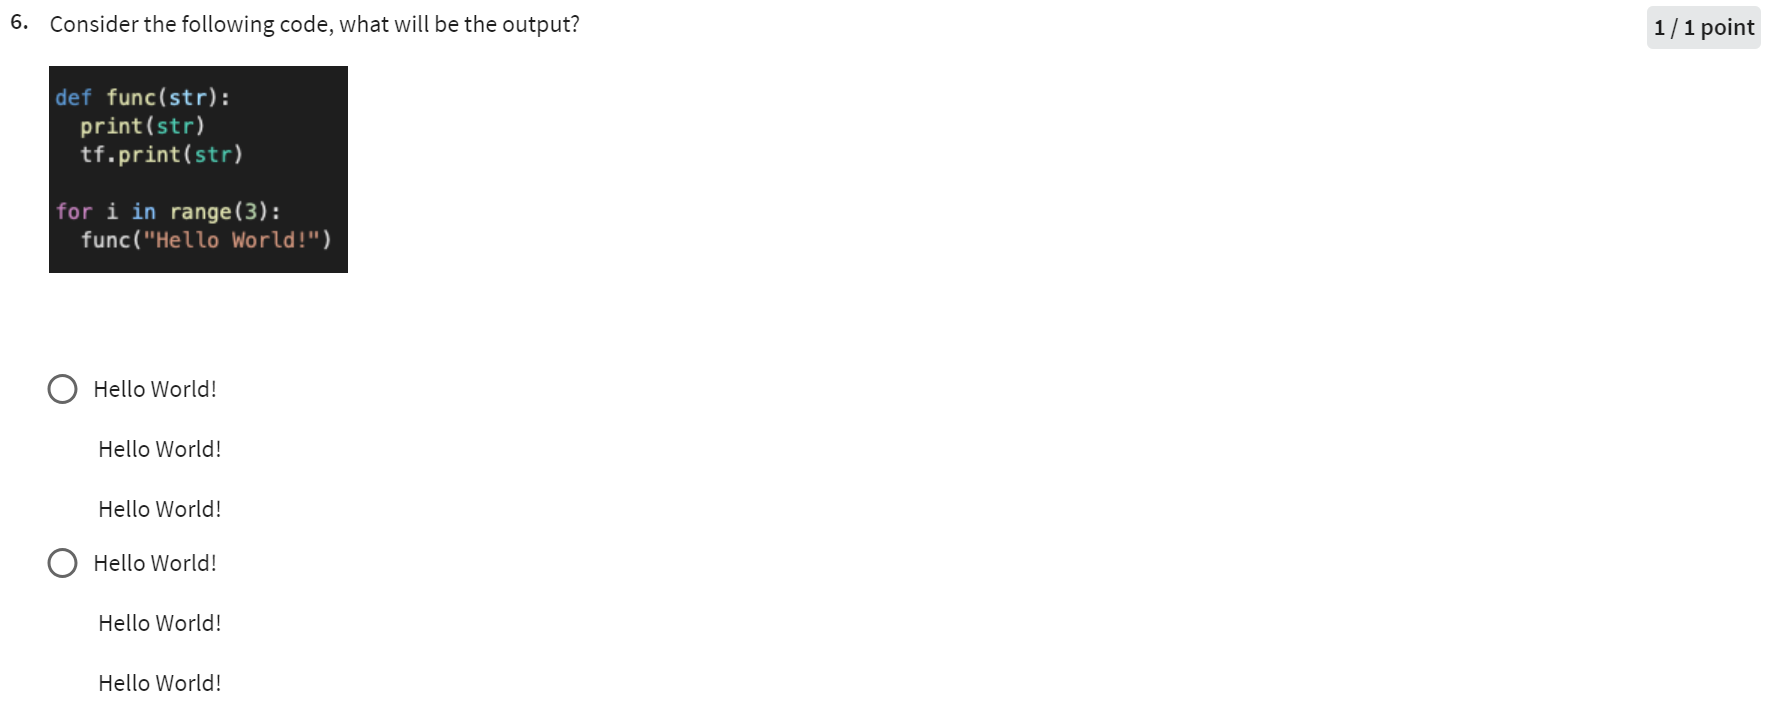 6. Consider the following code, what will be the output?
1 / 1 point
def func(str):
  print(str)
  tf.print(str)
for i in range(3):
  func("Hello World!")
Hello World!
Hello World!
Hello World!
Hello World!
Hello World!
Hello World!